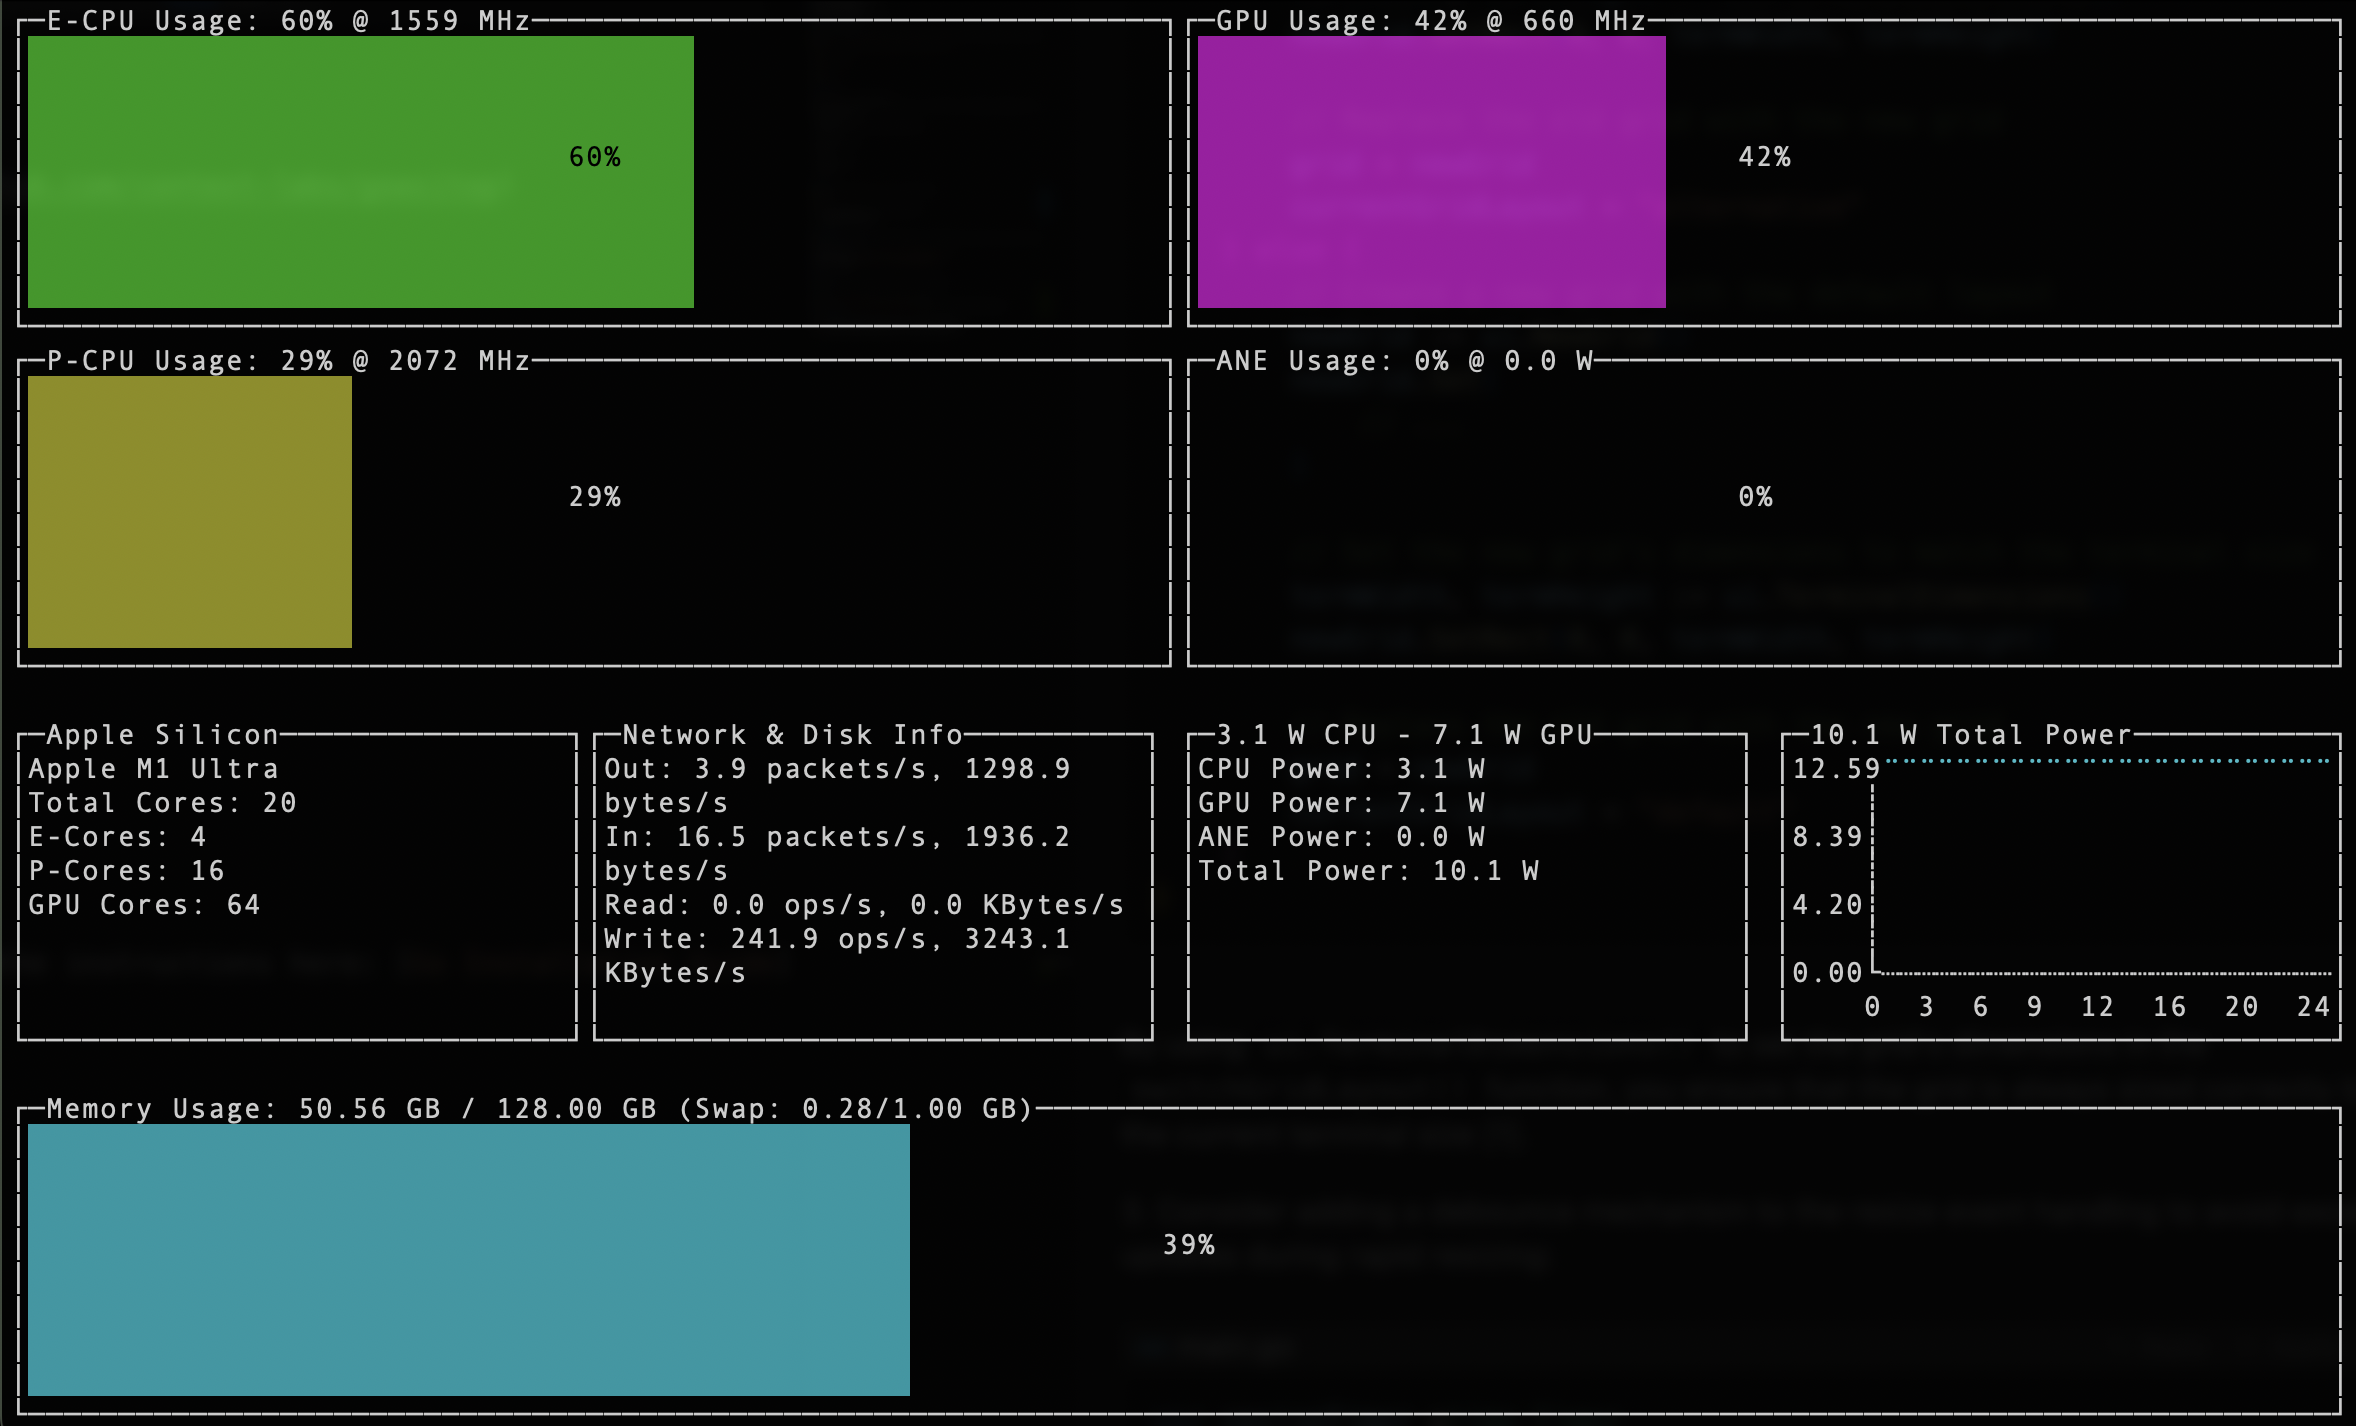 E-CPU Usage: 60% @ 1559 MHz
60%
GPU Usage: 42% @ 660 MHz
42%
P-CPU Usage: 29% @ 2072 MHz
29%
ANE Usage: 0% @ 0.0 W
0%
Apple Silicon
Apple M1 Ultra
Total Cores: 20
E-Cores: 4
P-Cores: 16
GPU Cores: 64
Network & Disk Info
Out: 3.9 packets/s, 1298.9
bytes/s
In: 16.5 packets/s, 1936.2
bytes/s
Read: 0.0 ops/s, 0.0 KBytes/s
Write: 241.9 ops/s, 3243.1
KBytes/s
3.1 W CPU - 7.1 W GPU
CPU Power: 3.1 W
GPU Power: 7.1 W
ANE Power: 0.0 W
Total Power: 10.1 W
10.1 W Total Power
12.59
8.39
4.20
0.00
0 3 6 9 12 16 20 24
Memory Usage: 50.56 GB / 128.00 GB (Swap: 0.28/1.00 GB)
39%